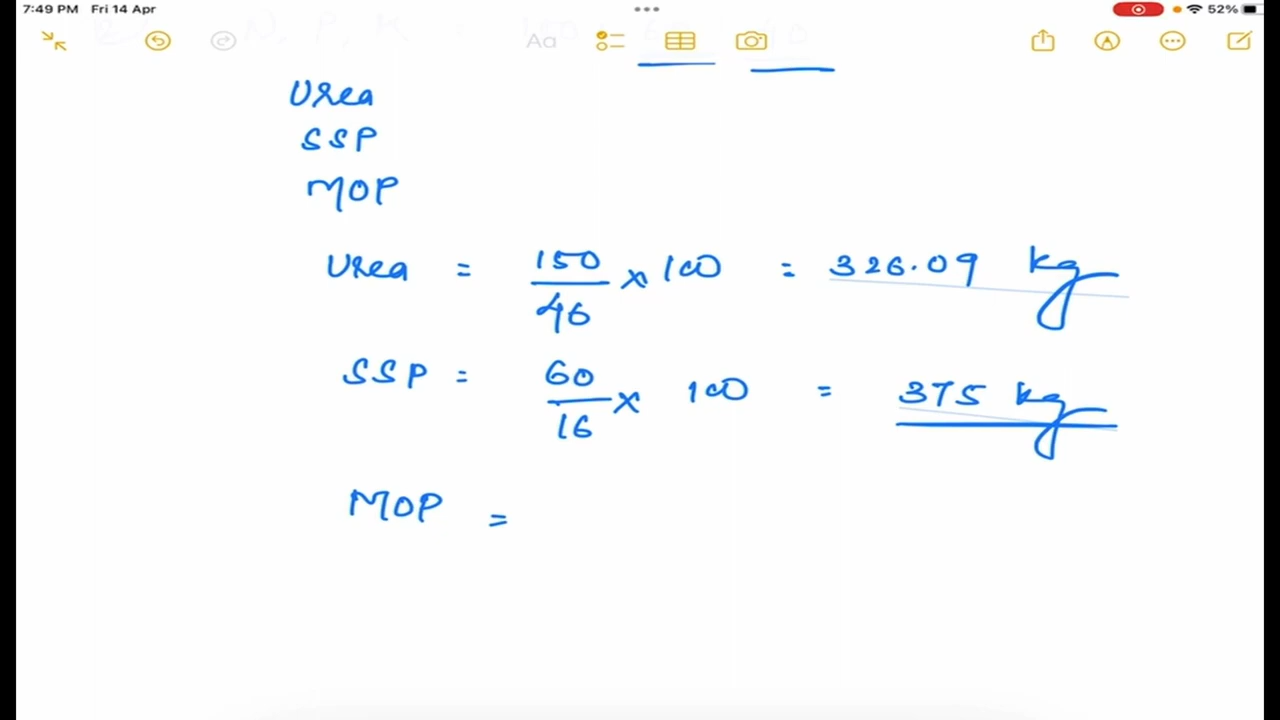 7:49 PM Fri 14 Apr 52%
N, P, K :
Aa
Urea
SSP
MOP
Urea = 150/46 × 100 = 326.09 kg
SSP = 60/16 × 100 = 375 kg
MOP =